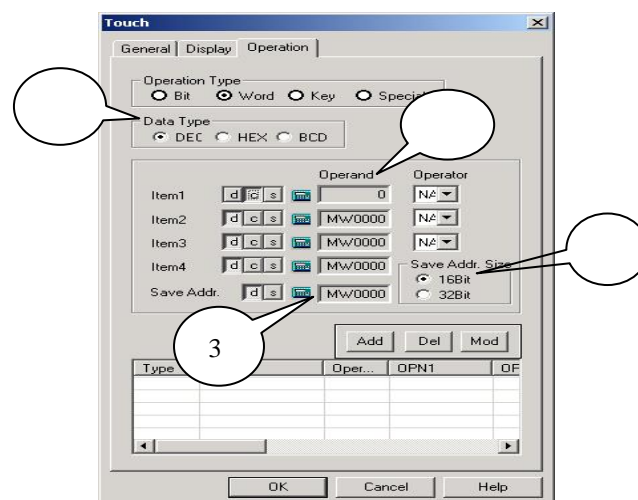 Touch
General Display Operation
Operation Type
Bit Word Key Special
Data Type
DEC HEX BCD
Operand Operator
Item1 d c s 0 NA
Item2 d c s MW0000 NA
Item3 d c s MW0000 NA
Item4 d c s MW0000
Save Addr. Size
16Bit
32Bit
Save Addr. d s MW0000
3
Add Del Mod
Type Oper... OPN1 OF
OK Cancel Help